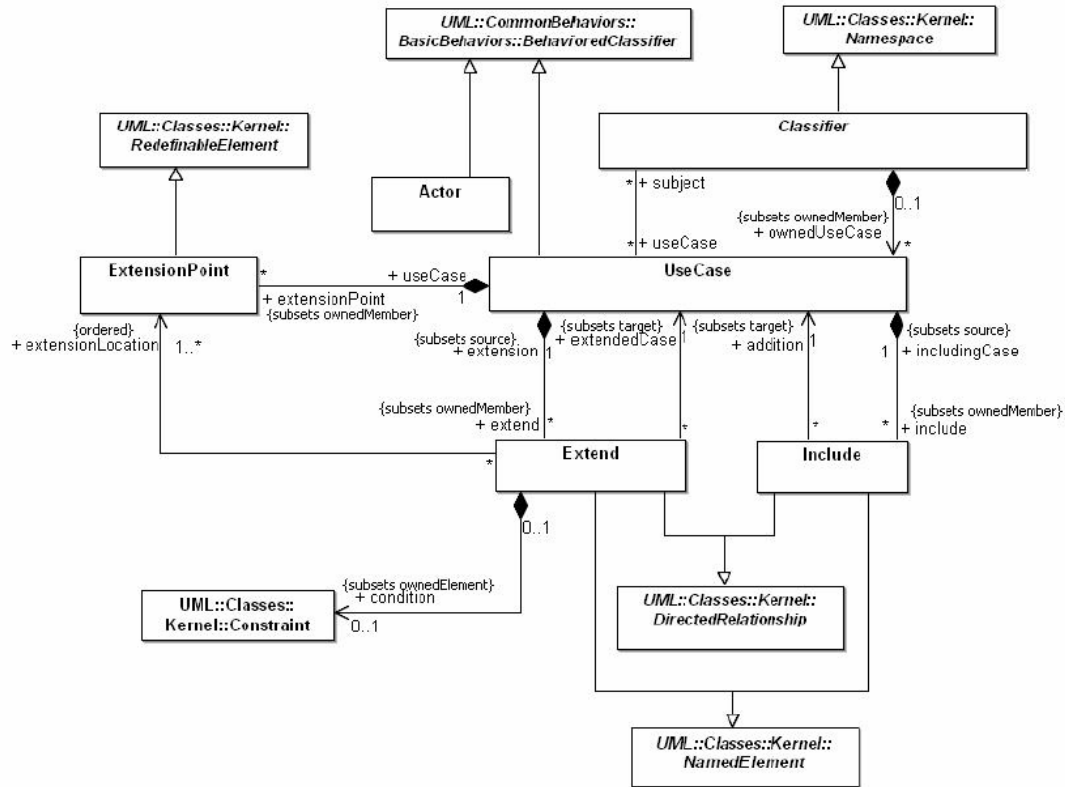 UML::CommonBehaviors::
BasicBehaviors::BehavioredClassifier
UML::Classes::Kernel::
Namespace
UML::Classes::Kernel::
RedefinableElement
Classifier
Actor
* + subject
0..1
{subsets ownedMember}
+ ownedUseCase
* + useCase
*
ExtensionPoint
*
+ useCase
1
UseCase
+ extensionPoint
{subsets ownedMember}
{ordered}
+ extensionLocation
1..*
{subsets source}
+ extension
1
{subsets target}
+ extendedCase
1
{subsets target}
+ addition
1
{subsets source}
1 + includingCase
{subsets ownedMember}
+ extend
*
*
*
{subsets ownedMember}
* + include
*
Extend
Include
0..1
{subsets ownedElement}
+ condition
0..1
UML::Classes::
Kernel::Constraint
UML::Classes::Kernel::
DirectedRelationship
UML::Classes::Kernel::
NamedElement